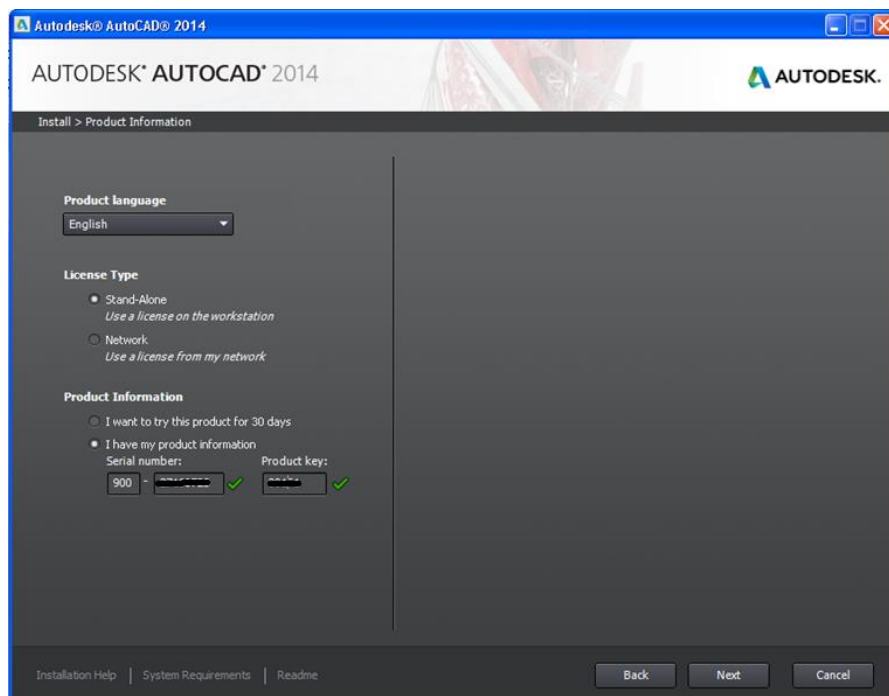 Autodesk® AutoCAD® 2014
AUTODESK® AUTOCAD® 2014
AUTODESK.
Install > Product Information
Product language
English
License Type
Stand-Alone
Use a license on the workstation
Network
Use a license from my network
Product Information
I want to try this product for 30 days
I have my product information
Serial number: Product key:
900 -
Installation Help | System Requirements | Readme
Back Next Cancel